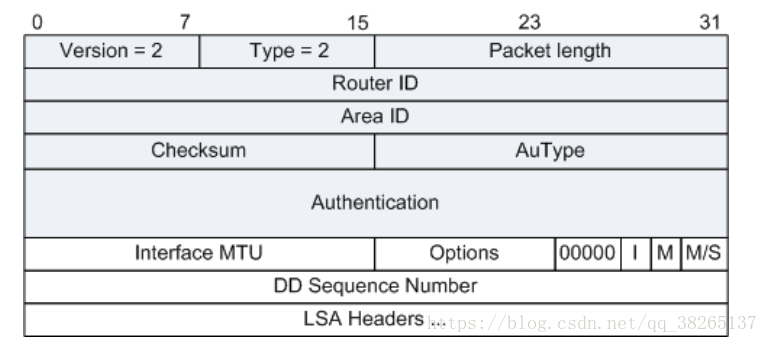 0 7 15 23 31
Version = 2 Type = 2 Packet length
Router ID
Area ID
Checksum AuType
Authentication
Interface MTU Options 00000 I M M/S
DD Sequence Number
LSA Headers ...
https://blog.csdn.net/qq_38265137